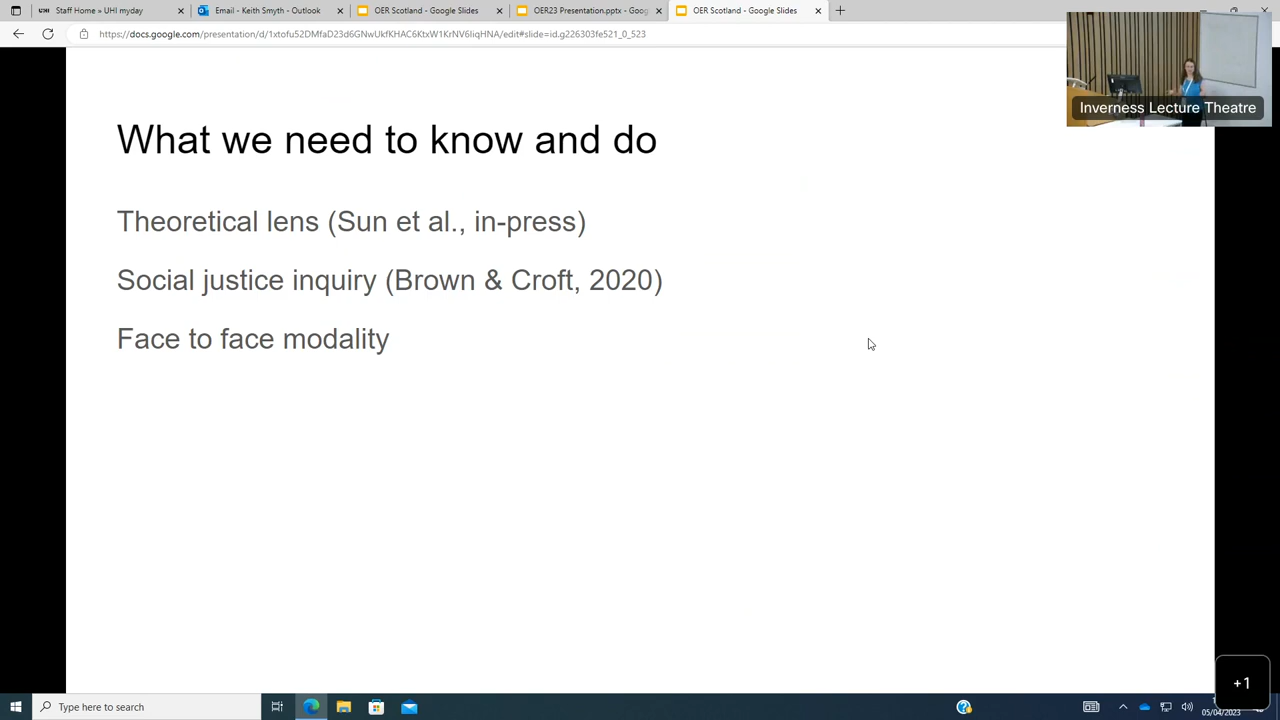 Staff Home » UHI myday
Email - Keith Smyth - Outlook
OER Scotland - Google Slides
OER23 Presentation.pptx - Goog
OER Scotland - Google Slides
https://docs.google.com/presentation/d/1xtofu52DMfaD23d6GNwUkfKHAC6KtxW1KrNV6IiqHNA/edit#slide=id.g226303fe521_0_523
Inverness Lecture Theatre
What we need to know and do
Theoretical lens (Sun et al., in-press)
Social justice inquiry (Brown & Croft, 2020)
Face to face modality
+1
Type here to search
05/04/2023